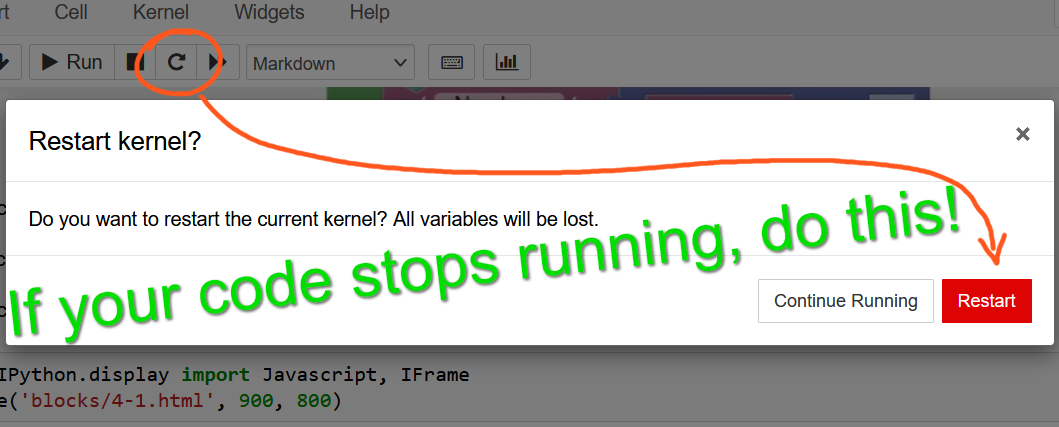 Cell Kernel Widgets Help
Run Markdown
Restart kernel?
Do you want to restart the current kernel? All variables will be lost.
If your code stops running, do this!
Continue Running Restart
IPython.display import Javascript, IFrame
e('blocks/4-1.html', 900, 800)